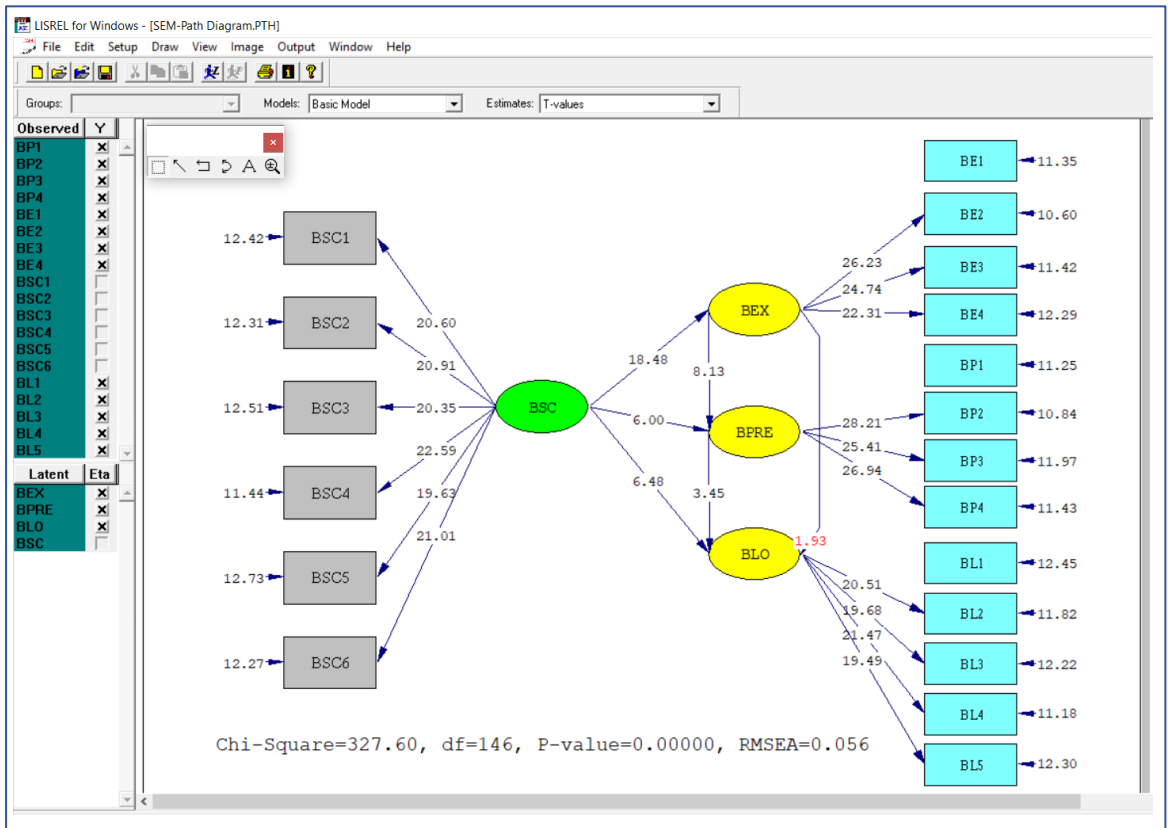 LISREL for Windows - [SEM-Path Diagram.PTH]
File Edit Setup Draw View Image Output Window Help
Groups: Models: Basic Model Estimates: T-values
Observed Y
BP1
BP2
BP3
BP4
BE1
BE2
BE3
BE4
BSC1
BSC2
BSC3
BSC4
BSC5
BSC6
BL1
BL2
BL3
BL4
BL5
Latent Eta
BEX
BPRE
BLO
BSC
A
12.42 BSC1
12.31 BSC2
12.51 BSC3
11.44 BSC4
12.73 BSC5
12.27 BSC6
20.60
20.91
20.35
22.59
19.63
21.01
BSC
18.48
6.00
6.48
BEX
8.13
BPRE
3.45
BLO
1.93
26.23
24.74
22.31
28.21
25.41
26.94
20.51
19.68
21.47
19.49
BE1 11.35
BE2 10.60
BE3 11.42
BE4 12.29
BP1 11.25
BP2 10.84
BP3 11.97
BP4 11.43
BL1 12.45
BL2 11.82
BL3 12.22
BL4 11.18
BL5 12.30
Chi-Square=327.60, df=146, P-value=0.00000, RMSEA=0.056